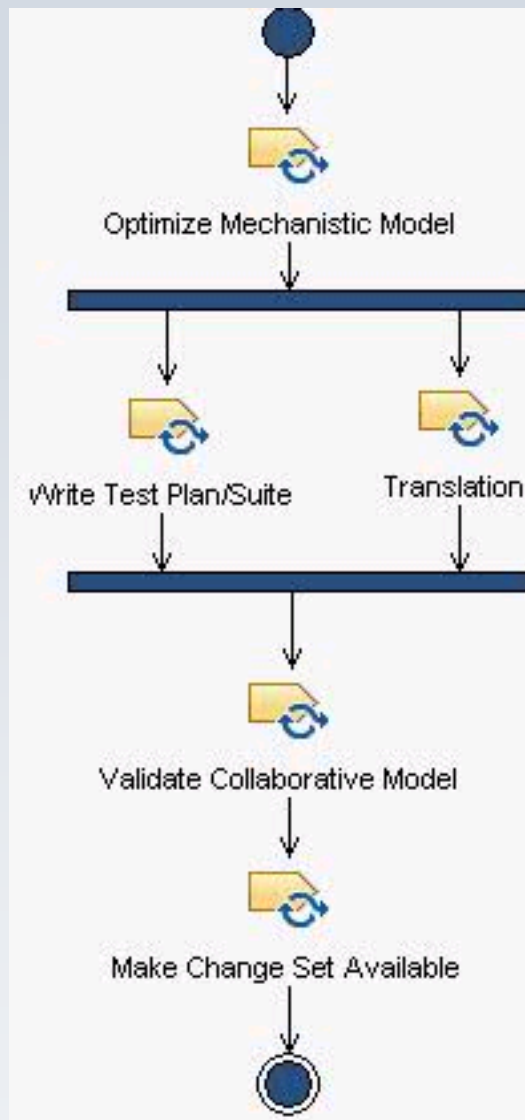 Optimize Mechanistic Model
Write Test Plan/Suite
Translation
Validate Collaborative Model
Make Change Set Available